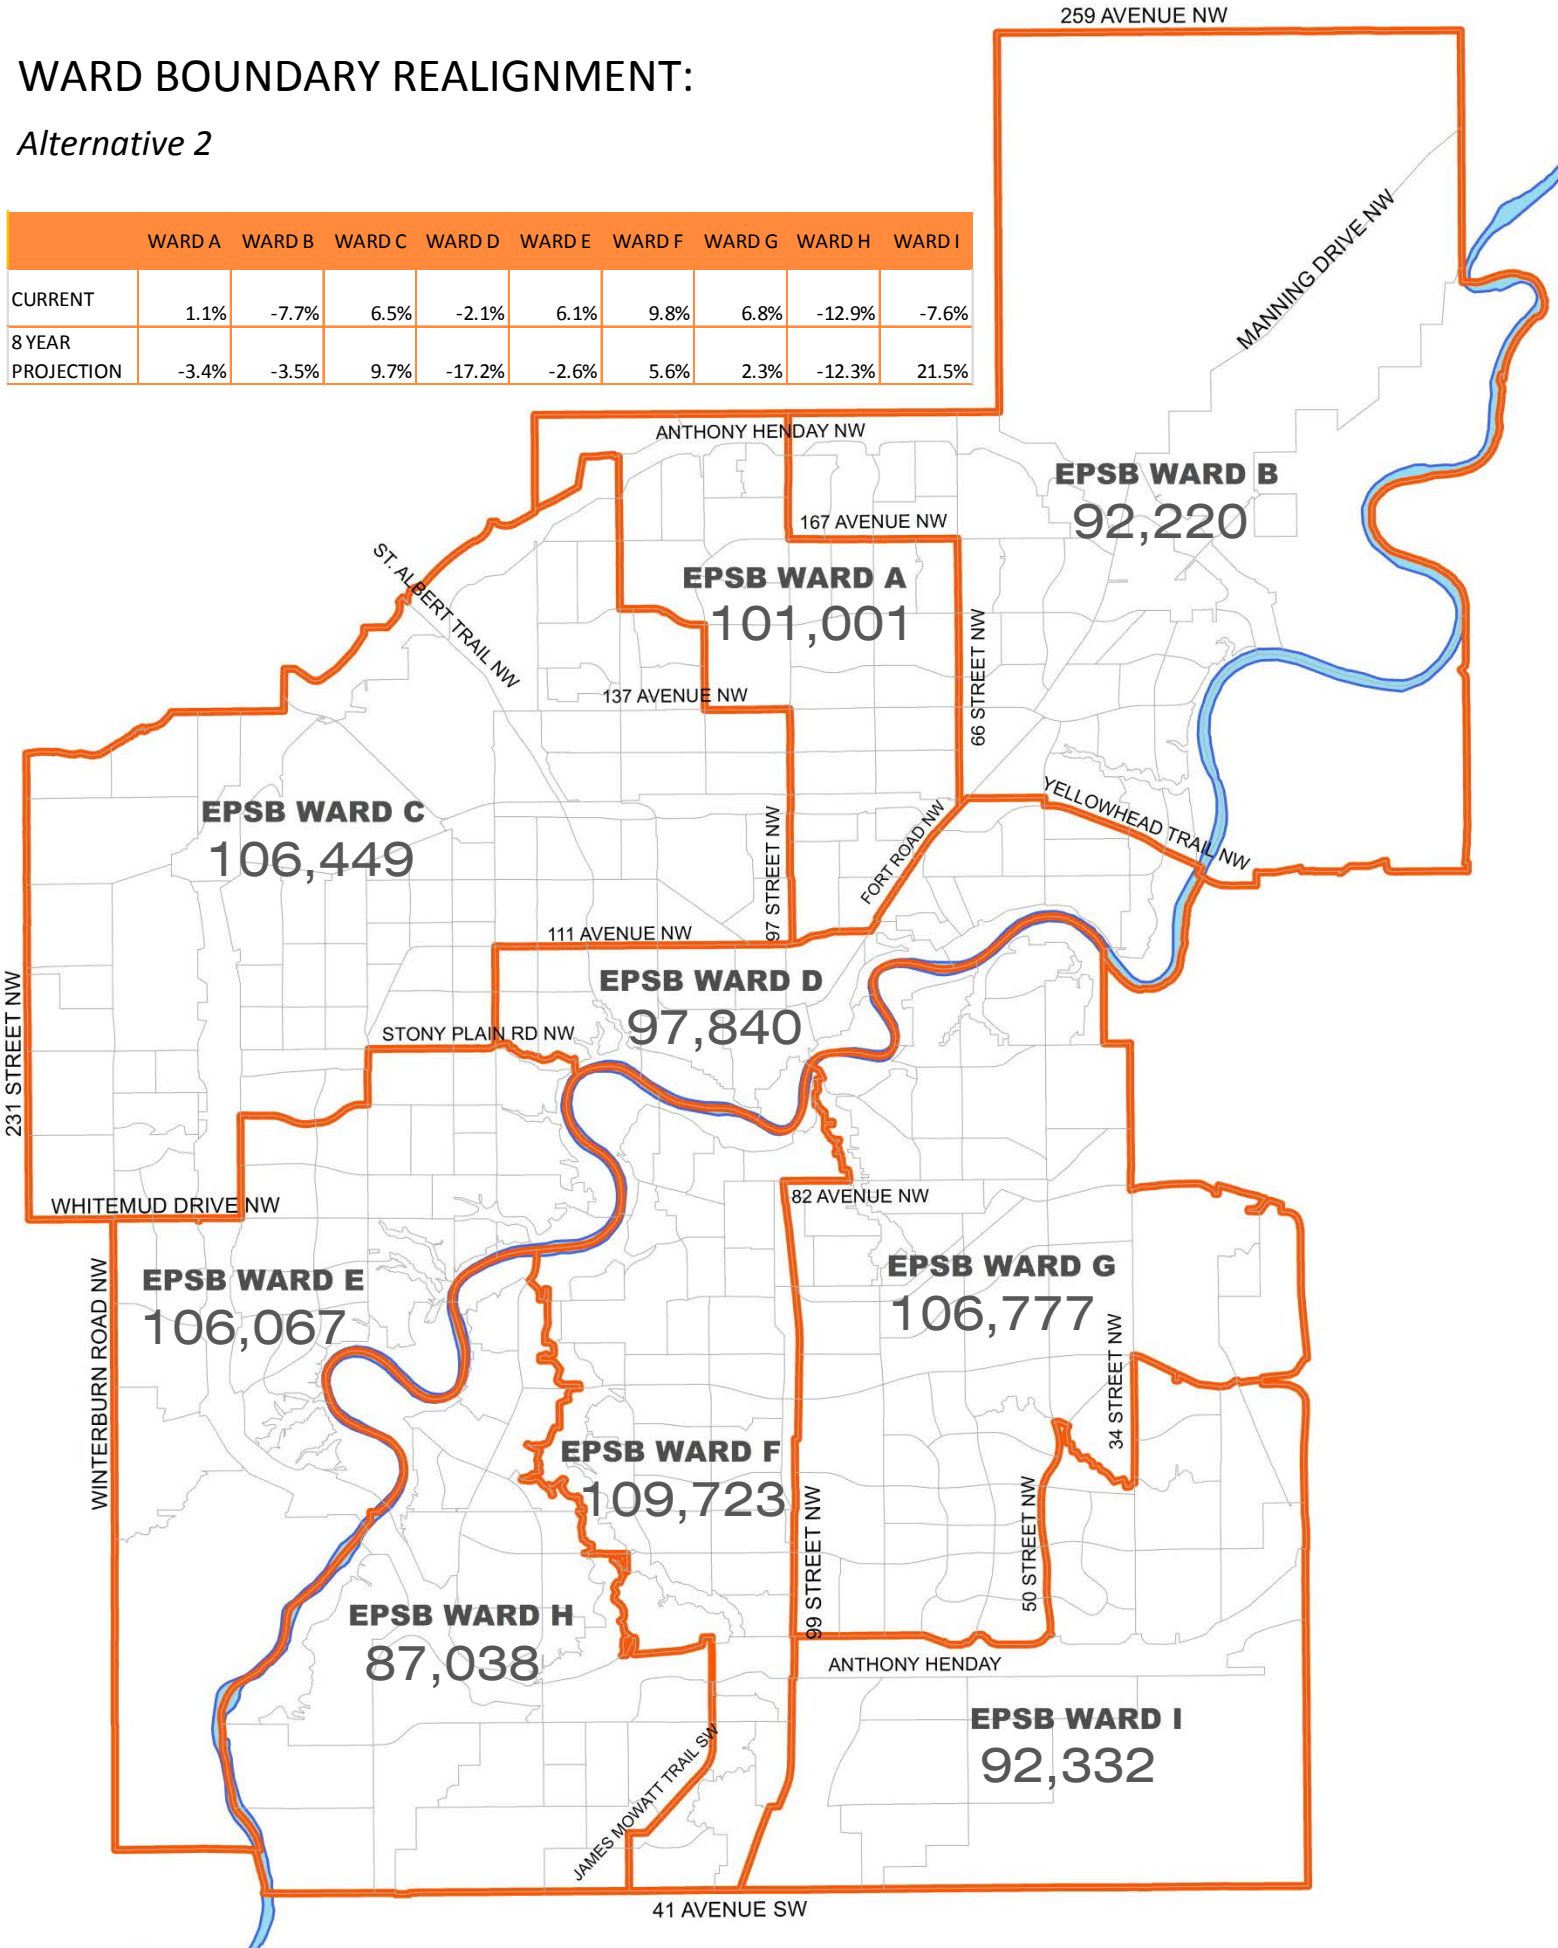 259 AVENUE NW
WARD BOUNDARY REALIGNMENT:
Alternative 2
WARD A WARD B WARD C WARD D WARD E WARD F WARD G WARD H WARD I
CURRENT 1.1% -7.7% 6.5% -2.1% 6.1% 9.8% 6.8% -12.9% -7.6%
8 YEAR
PROJECTION -3.4% -3.5% 9.7% -17.2% -2.6% 5.6% 2.3% -12.3% 21.5%
MANNING DRIVE NW
ANTHONY HENDAY NW
EPSB WARD B
92,220
167 AVENUE NW
ST. ALBERT TRAIL NW
EPSB WARD A
101,001
66 STREET NW
137 AVENUE NW
YELLOWHEAD TRAIL NW
EPSB WARD C
106,449
97 STREET NW
FORT ROAD NW
111 AVENUE NW
EPSB WARD D
97,840
231 STREET NW
STONY PLAIN RD NW
82 AVENUE NW
WHITEMUD DRIVE NW
EPSB WARD E
106,067
WINTERBURN ROAD NW
EPSB WARD G
106,777
34 STREET NW
EPSB WARD F
109,723
99 STREET NW
50 STREET NW
EPSB WARD H
87,038
ANTHONY HENDAY
EPSB WARD I
92,332
JAMES MOWATT TRAIL SW
41 AVENUE SW